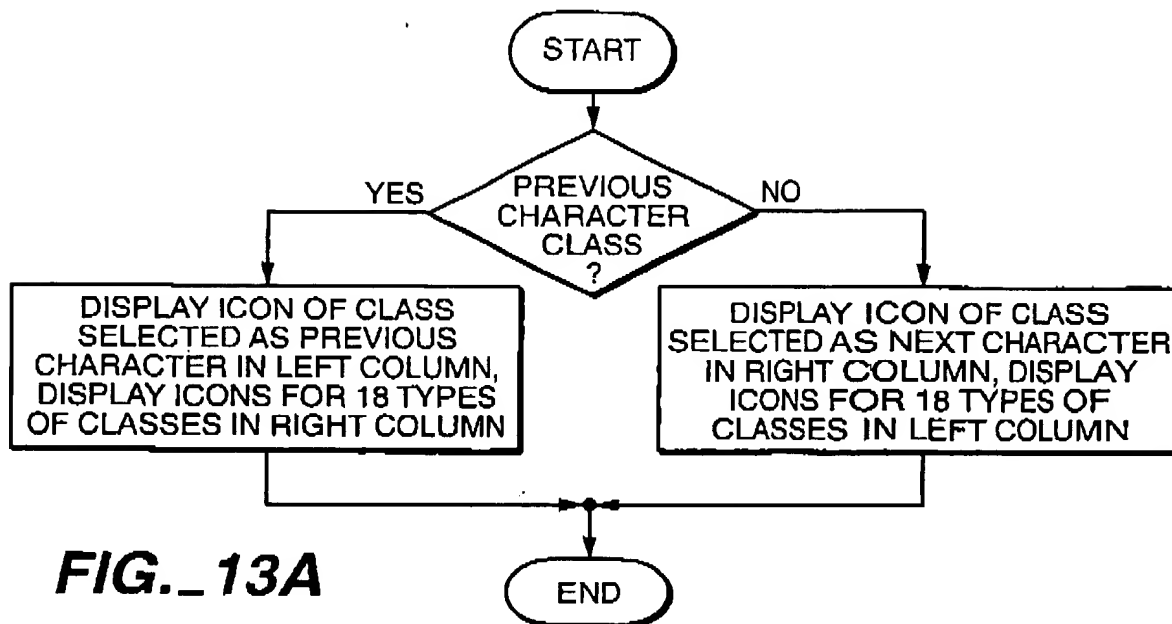 START
YES
PREVIOUS
CHARACTER
CLASS
?
NO
DISPLAY ICON OF CLASS
SELECTED AS PREVIOUS
CHARACTER IN LEFT COLUMN,
DISPLAY ICONS FOR 18 TYPES
OF CLASSES IN RIGHT COLUMN
DISPLAY ICON OF CLASS
SELECTED AS NEXT CHARACTER
IN RIGHT COLUMN, DISPLAY
ICONS FOR 18 TYPES OF
CLASSES IN LEFT COLUMN
FIG._13A
END